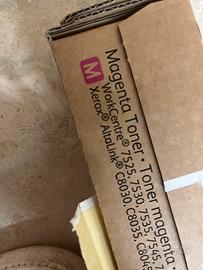 Magenta Toner • Toner magenta
M
WorkCentre® 7525, 7530, 7535, 7545, 7
Xerox® AltaLink® C8030, C8035, C8045